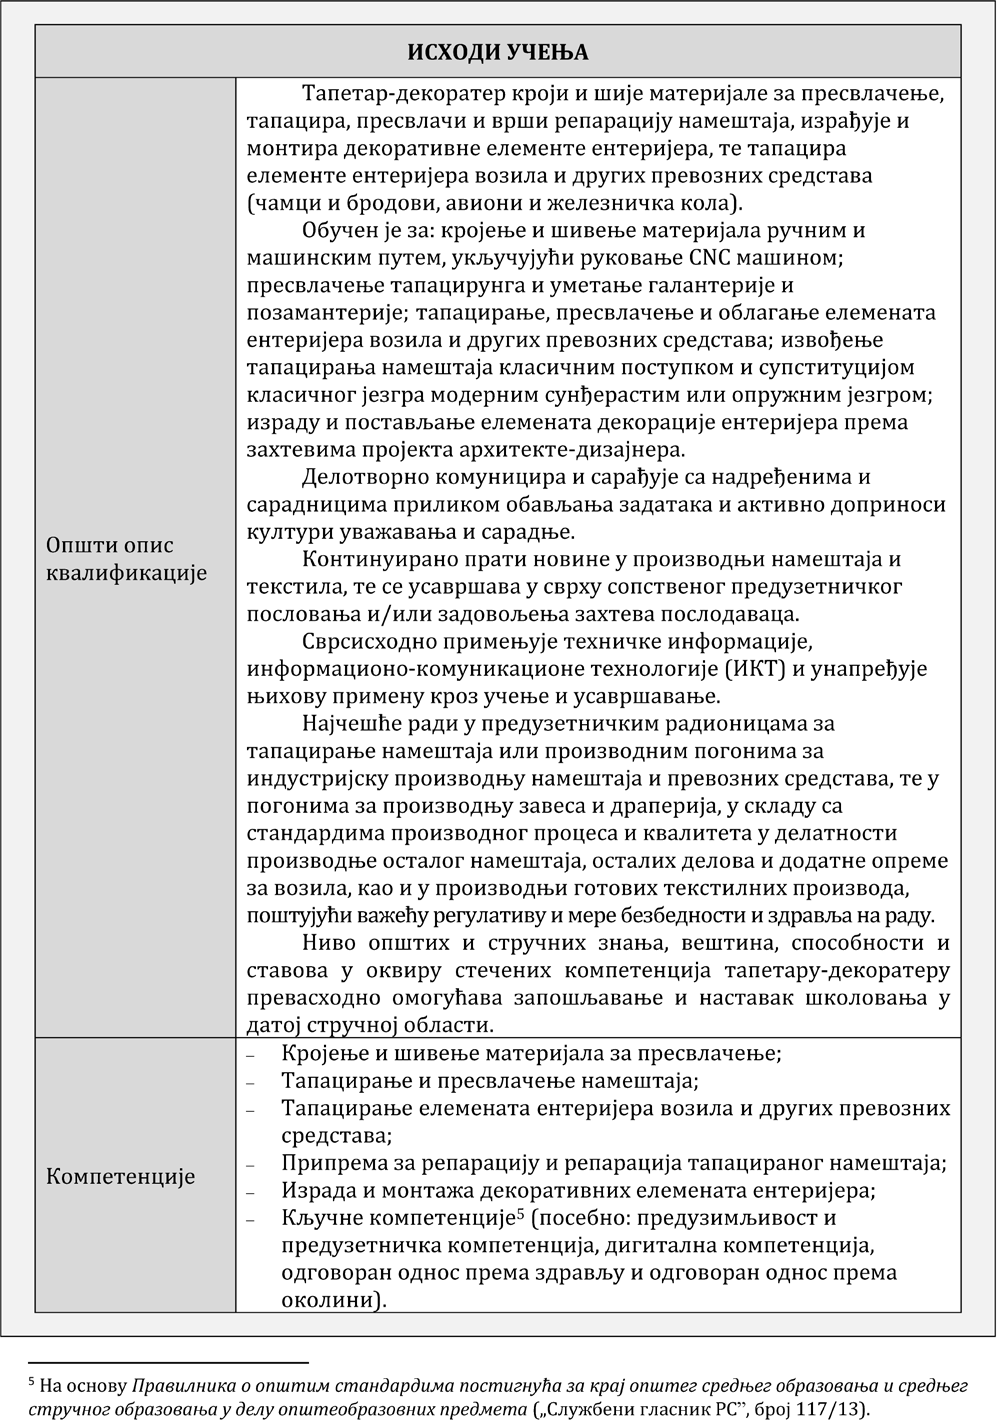 ИСХОДИ УЧЕЊА
Тапетар-декоратер кроји и шије материјале за пресвлачење,
тапацира, пресвлачи и врши репарацију намештаја, израђује и
монтира декоративне елементе ентеријера, те тапацира
елементе ентеријера возила и других превозних средстава
(чамци и бродови, авиони и железничка кола).
Обучен је за: кројење и шивење материјала ручним и
машинским путем, укључујући руковање CNC машином;
пресвлачење тапацирунга и уметање галантерије и
позамантерије; тапацирање, пресвлачење и облагање елемената
ентеријера возила и других превозних средстава; извођење
тапацирања намештаја класичним поступком и супституцијом
класичног језгра модерним сунђерастим или опружним језгром;
израду и постављање елемената декорације ентеријера према
захтевима пројекта архитекте-дизајнера.
Делотворно комуницира и сарађује са надређенима и
сарадницима приликом обављања задатака и активно доприноси
култури уважавања и сарадње.
Општи опис
квалификације
Континуирано прати новине у производњи намештаја и
текстила, те се усавршава у сврху сопственог предузетничког
пословања и/или задовољења захтева послодаваца.
Сврсисходно примењује техничке информације,
информационо-комуникационе технологије (ИКТ) и унапређује
њихову примену кроз учење и усавршавање.
Најчешће ради у предузетничким радионицама за
тапацирање намештаја или производним погонима за
индустријску производњу намештаја и превозних средстава, те у
погонима за производњу завеса и драперија, у складу са
стандардима производног процеса и квалитета у делатности
производње осталог намештаја, осталих делова и додатне опреме
за возила, као и у производњи готових текстилних производа,
поштујући важећу регулативу и мере безбедности и здравља на раду.
Ниво општих и стручних знања, вештина, способности и
ставова у оквиру стечених компетенција тапетару-декоратеру
превасходно омогућава запошљавање и наставак школовања у
датој стручној области.
Компетенције
– Кројење и шивење материјала за пресвлачење;
– Тапацирање и пресвлачење намештаја;
– Тапацирање елемената ентеријера возила и других превозних
средстава;
– Припрема за репарацију и репарација тапацираног намештаја;
– Израда и монтажа декоративних елемената ентеријера;
– Кључне компетенције⁵ (посебно: предузимљивост и
предузетничка компетенција, дигитална компетенција,
одговоран однос према здрављу и одговоран однос према
околини).
⁵ На основу Правилника о општим стандардима постигнућа за крај општег средњег образовања и средњег
стручног образовања у делу општеобразовних предмета („Службени гласник РС”, број 117/13).